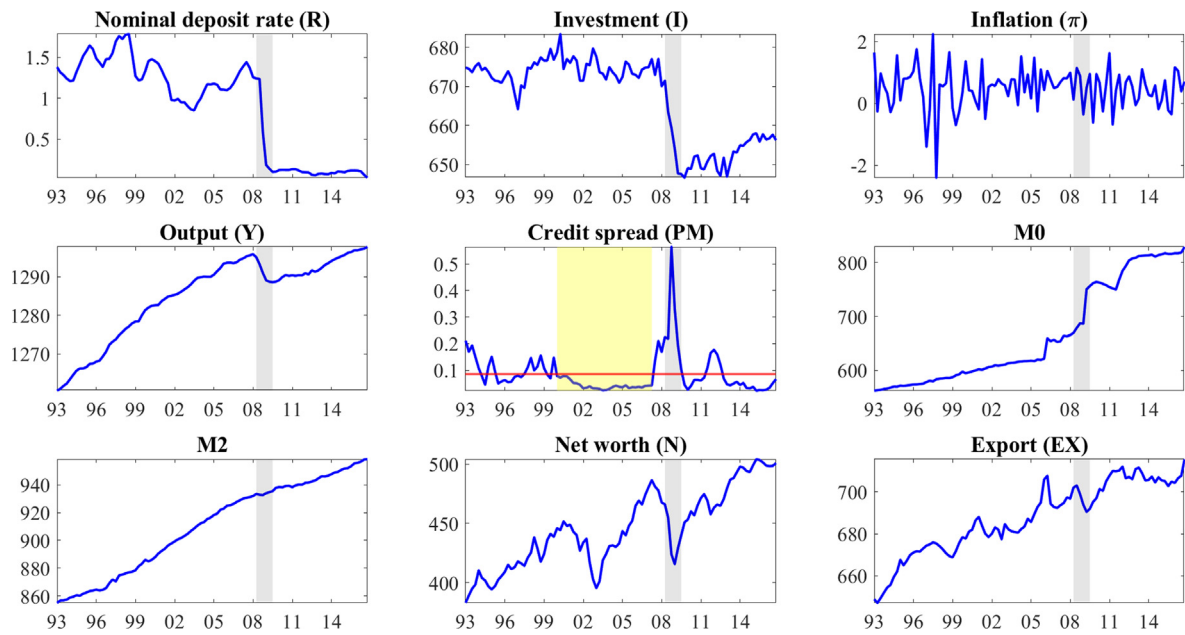 Nominal deposit rate (R)
1.5
1
0.5
93 96 99 02 05 08 11 14
Investment (I)
680
670
660
650
93 96 99 02 05 08 11 14
Inflation (π)
2
0
-2
93 96 99 02 05 08 11 14
Output (Y)
1290
1280
1270
93 96 99 02 05 08 11 14
Credit spread (PM)
0.5
0.4
0.3
0.2
0.1
93 96 99 02 05 08 11 14
M0
800
700
600
93 96 99 02 05 08 11 14
M2
940
920
900
880
860
93 96 99 02 05 08 11 14
Net worth (N)
500
450
400
93 96 99 02 05 08 11 14
Export (EX)
700
680
660
93 96 99 02 05 08 11 14